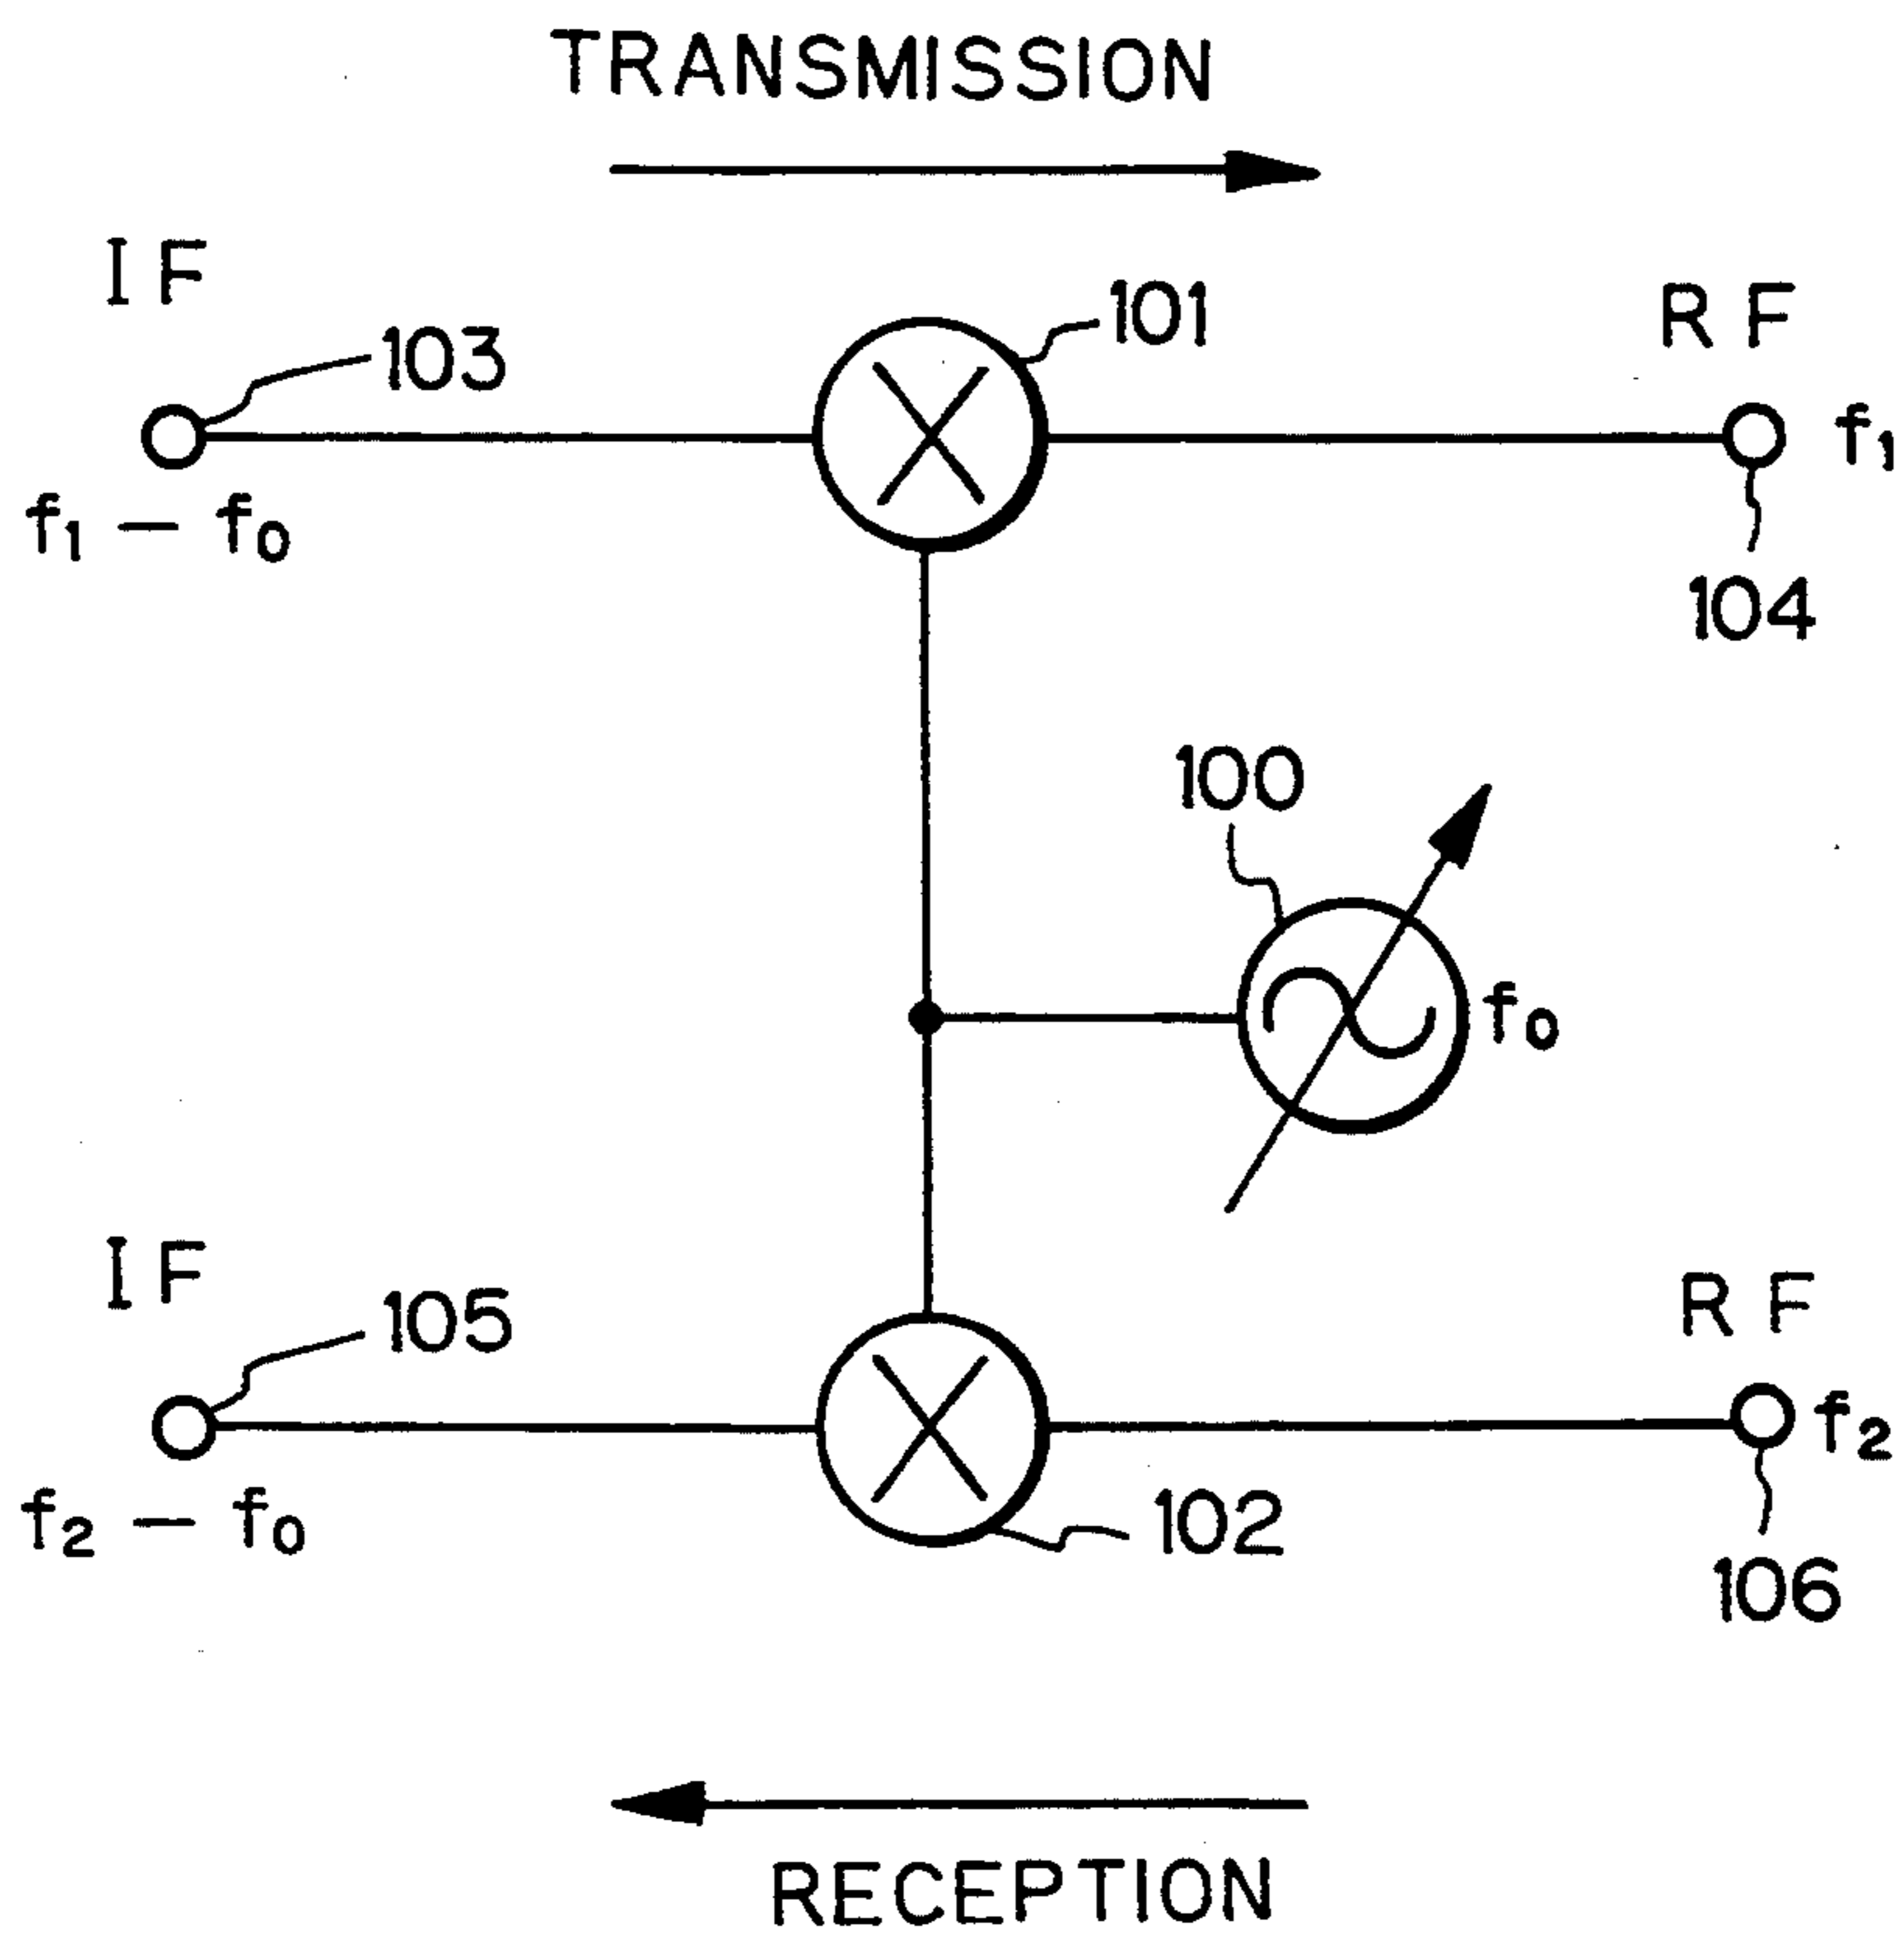 TRANSMISSION
IF
103
101
RF
f₁
f₁ — f₀
104
100
f₀
IF
105
RF
f₂
f₂ — f₀
102
106
RECEPTION